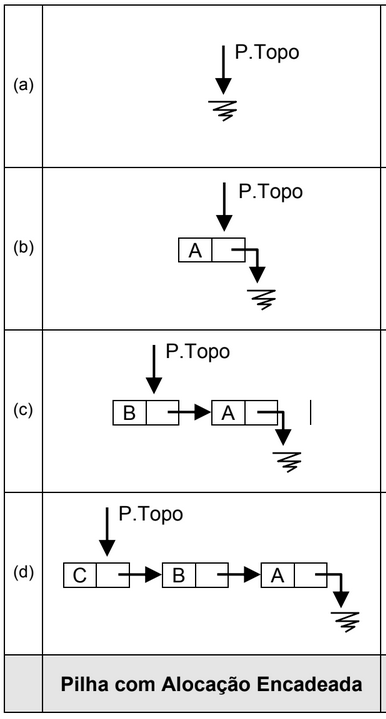 P.Topo
(a)
P.Topo
(b) A
P.Topo
(c) B A
P.Topo
(d) C B A
Pilha com Alocação Encadeada